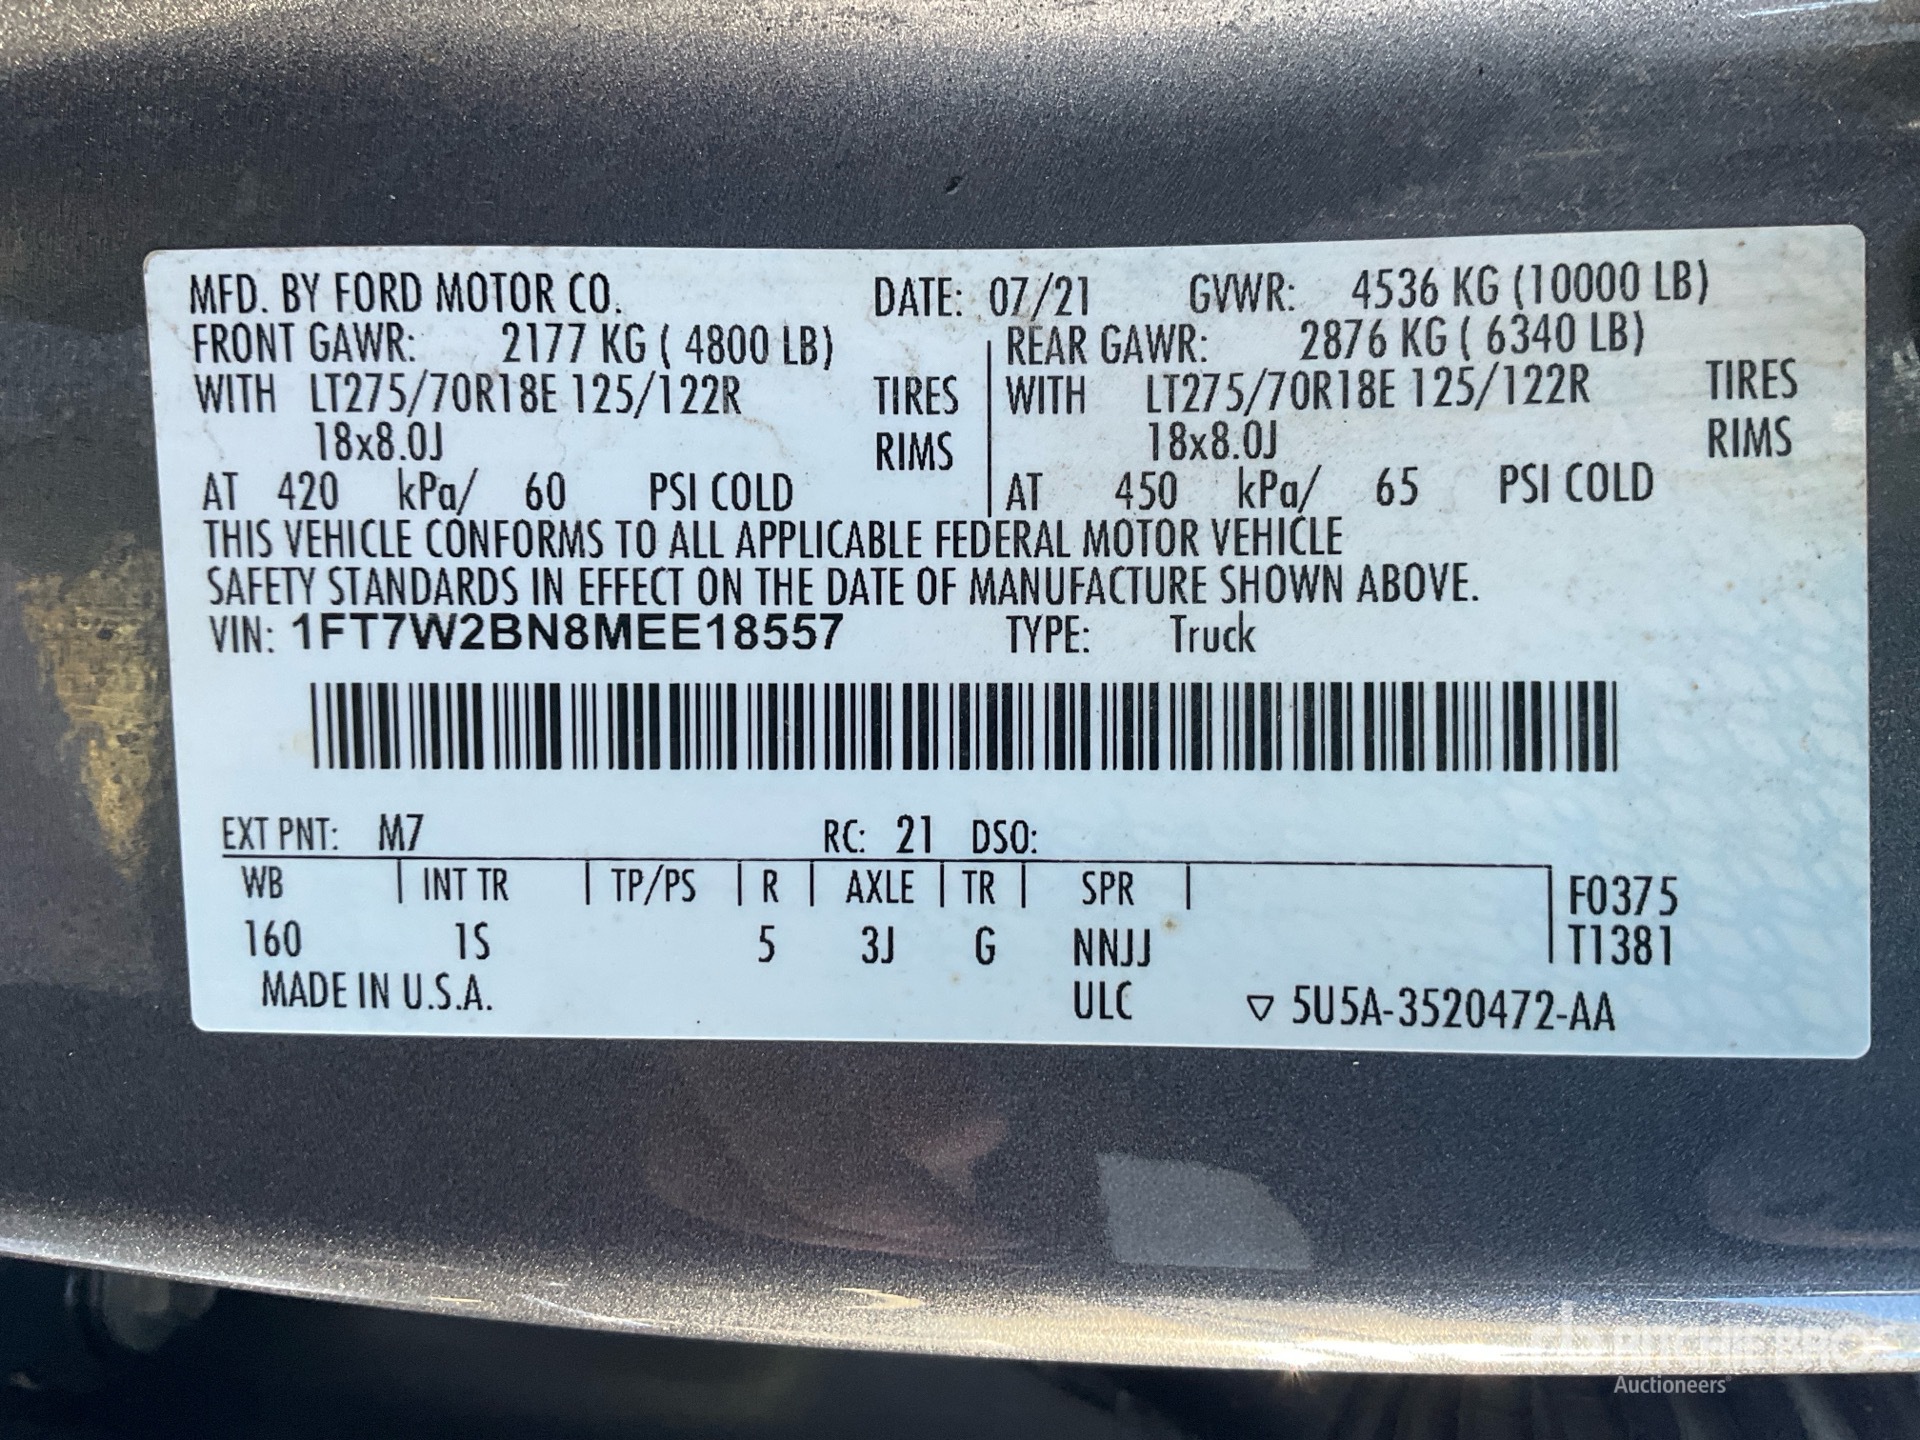 MFD. BY FORD MOTOR CO. DATE: 07/21 GVWR: 4536 KG (10000 LB)
FRONT GAWR: 2177 KG ( 4800 LB) REAR GAWR: 2876 KG ( 6340 LB)
WITH LT275/70R18E 125/122R TIRES WITH LT275/70R18E 125/122R TIRES
18x8.0J RIMS 18x8.0J RIMS
AT 420 kPa/ 60 PSI COLD AT 450 kPa/ 65 PSI COLD
THIS VEHICLE CONFORMS TO ALL APPLICABLE FEDERAL MOTOR VEHICLE
SAFETY STANDARDS IN EFFECT ON THE DATE OF MANUFACTURE SHOWN ABOVE.
VIN: 1FT7W2BN8MEE18557 TYPE: Truck
EXT PNT: M7 RC: 21 DSO:
WB INT TR TP/PS R AXLE TR SPR F0375
160 1S 5 3J G NNJJ T1381
MADE IN U.S.A. ULC ▽ 5U5A-3520472-AA
RITCHIE BROS
Auctioneers